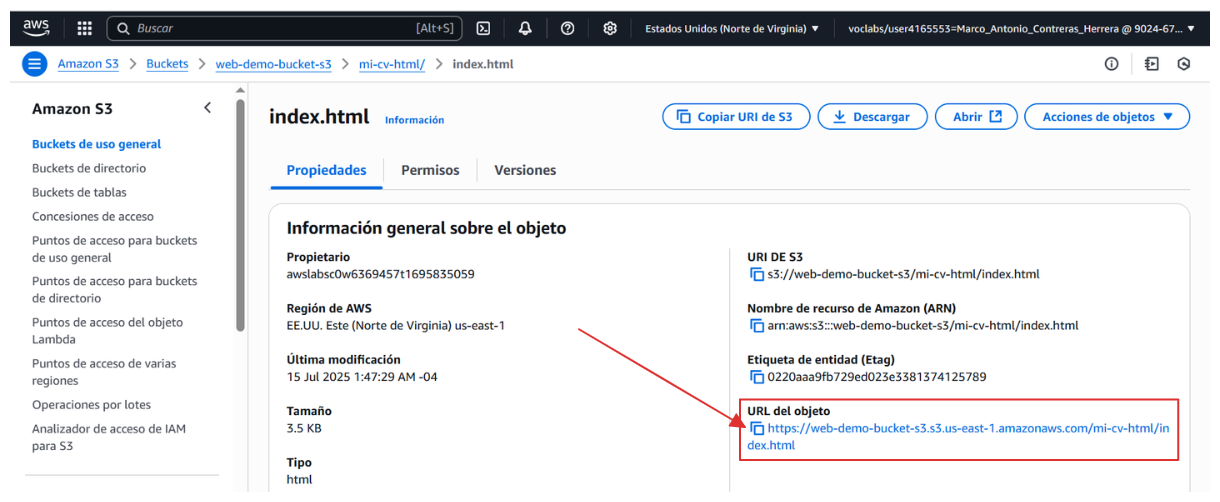 aws
Buscar
[Alt+S]
Estados Unidos (Norte de Virginia) ▼
voclabs/user4165553=Marco_Antonio_Contreras_Herrera @ 9024-67... ▼
Amazon S3 > Buckets > web-demo-bucket-s3 > mi-cv-html/ > index.html
Amazon S3
Buckets de uso general
Buckets de directorio
Buckets de tablas
Concesiones de acceso
Puntos de acceso para buckets
de uso general
Puntos de acceso para buckets
de directorio
Puntos de acceso del objeto
Lambda
Puntos de acceso de varias
regiones
Operaciones por lotes
Analizador de acceso de IAM
para S3
index.html Información
Copiar URI de S3
Descargar
Abrir
Acciones de objetos ▼
Propiedades
Permisos
Versiones
Información general sobre el objeto
Propietario
awslabsc0w6369457t1695835059
Región de AWS
EE.UU. Este (Norte de Virginia) us-east-1
Última modificación
15 Jul 2025 1:47:29 AM -04
Tamaño
3.5 KB
Tipo
html
URI DE S3
s3://web-demo-bucket-s3/mi-cv-html/index.html
Nombre de recurso de Amazon (ARN)
arn:aws:s3:::web-demo-bucket-s3/mi-cv-html/index.html
Etiqueta de entidad (Etag)
0220aaa9fb729ed023e3381374125789
URL del objeto
https://web-demo-bucket-s3.s3.us-east-1.amazonaws.com/mi-cv-html/in
dex.html